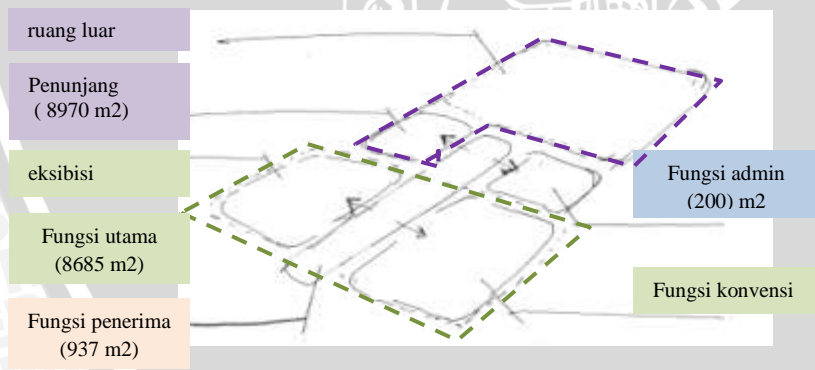 ruang luar
Penunjang
( 8970 m2)
eksibisi
Fungsi utama
(8685 m2)
Fungsi penerima
(937 m2)
Fungsi admin
(200) m2
Fungsi konvensi